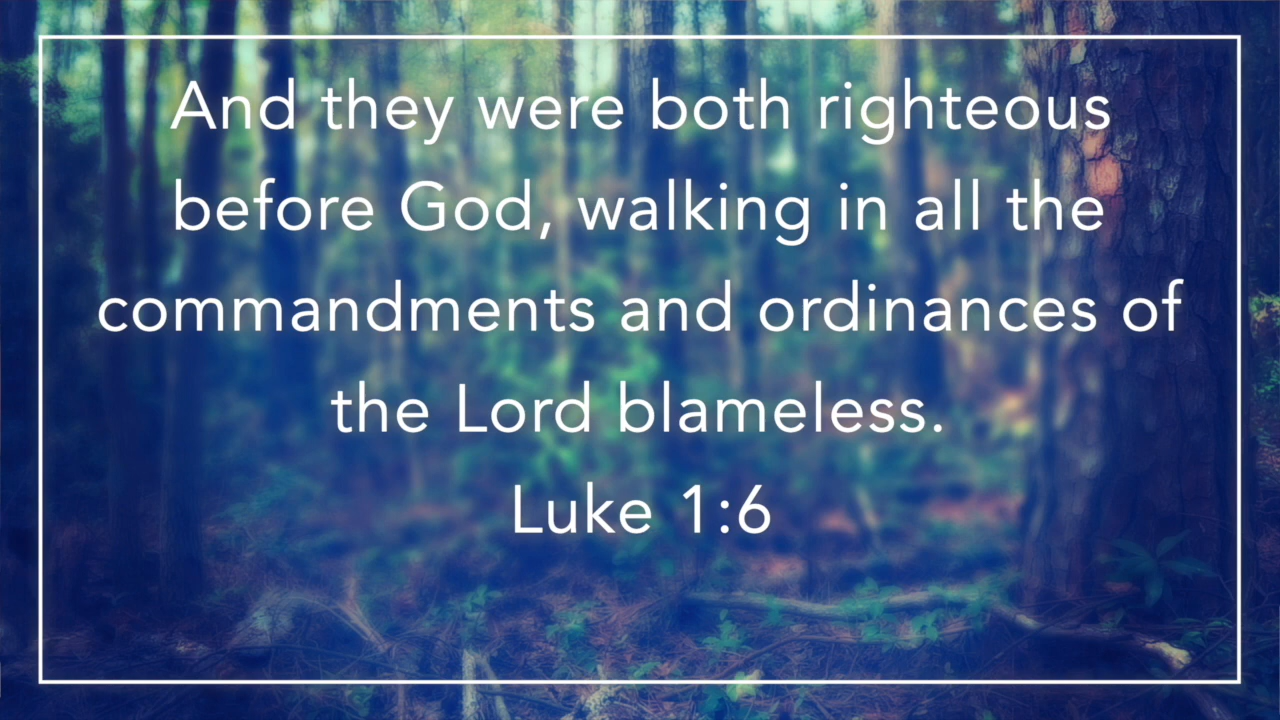 And they were both righteous
before God, walking in all the
commandments and ordinances of
the Lord blameless.
Luke 1:6